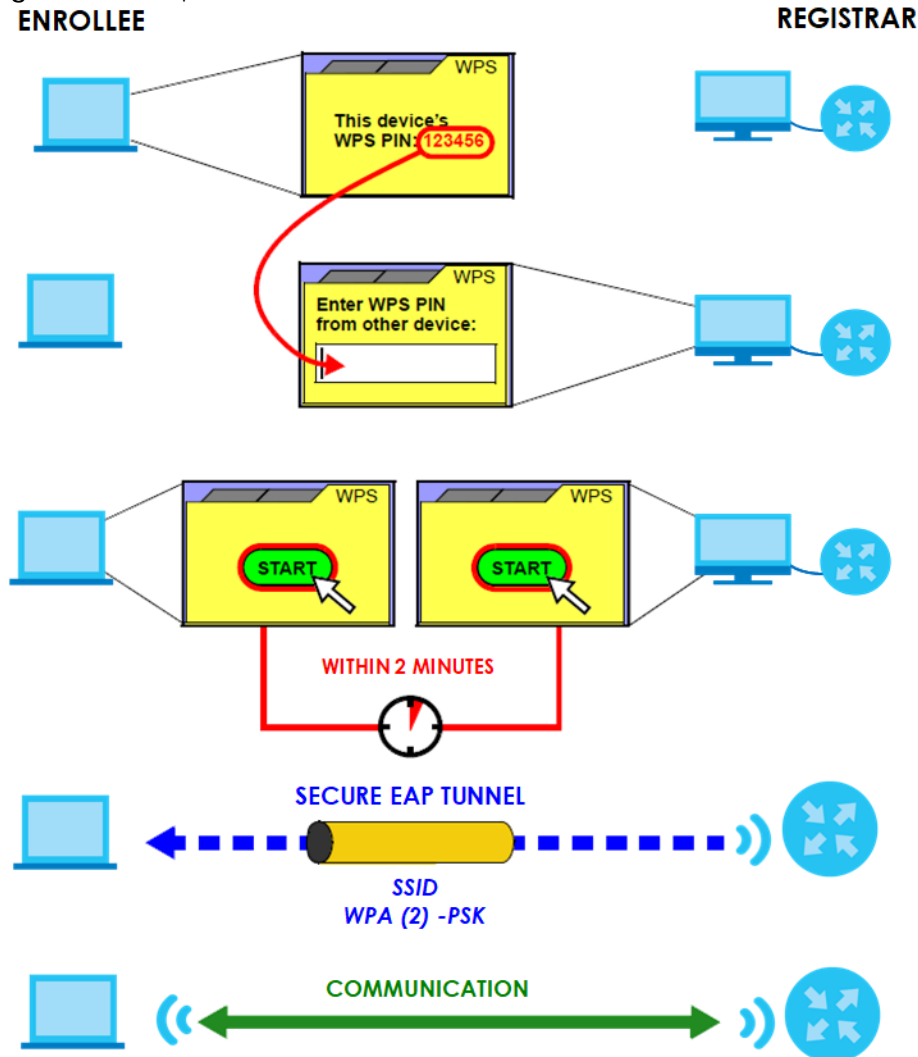 ENROLLEE
REGISTRAR
WPS
This device's
WPS PIN: 123456
WPS
Enter WPS PIN
from other device:
WPS
WPS
START
START
WITHIN 2 MINUTES
SECURE EAP TUNNEL
SSID
WPA (2) -PSK
COMMUNICATION